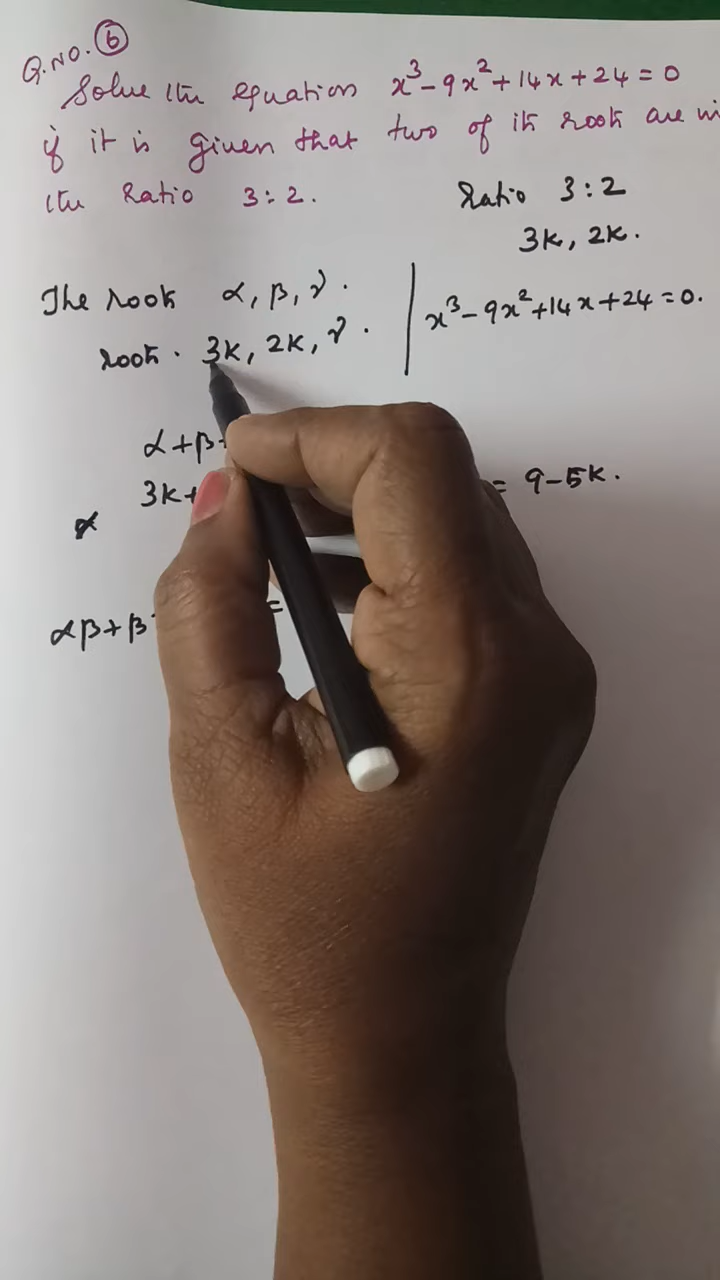 Q.NO. ⑥
Solve the equation x³-9x²+14x+24=0
if it is given that two of its roots are in
the Ratio 3:2.
Ratio 3:2
3K, 2K.
The roots α, β, γ.
roots. 3K, 2K, γ.
x³-9x²+14x+24=0.
α+β+
3K+ = 9-5K.
α
αβ+β =